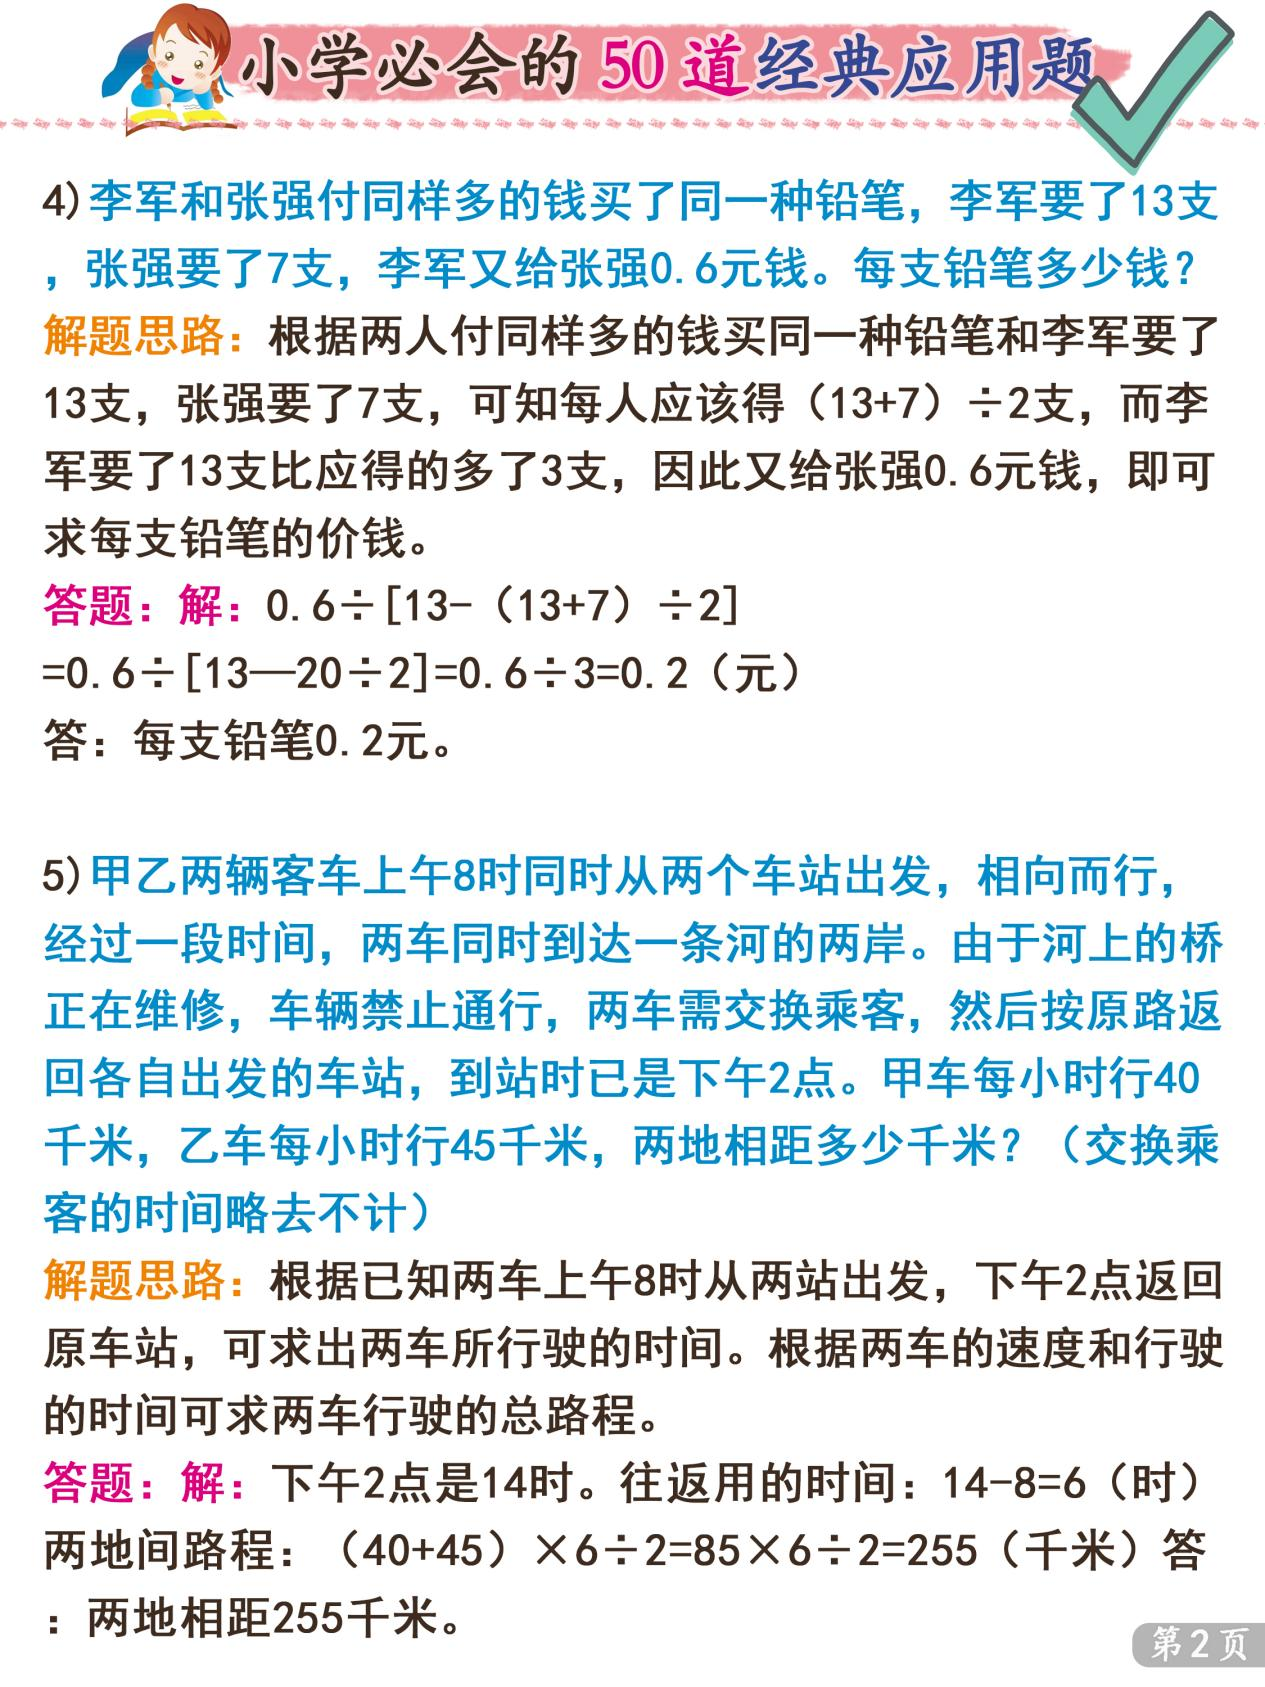 小学必会的50道经典应用题
4)李军和张强付同样多的钱买了同一种铅笔，李军要了13支
，张强要了7支，李军又给张强0.6元钱。每支铅笔多少钱？
解题思路：根据两人付同样多的钱买同一种铅笔和李军要了
13支，张强要了7支，可知每人应该得（13+7）÷2支，而李
军要了13支比应得的多了3支，因此又给张强0.6元钱，即可
求每支铅笔的价钱。
答题：解：0.6÷[13-（13+7）÷2]
=0.6÷[13—20÷2]=0.6÷3=0.2（元）
答：每支铅笔0.2元。
5)甲乙两辆客车上午8时同时从两个车站出发，相向而行，
经过一段时间，两车同时到达一条河的两岸。由于河上的桥
正在维修，车辆禁止通行，两车需交换乘客，然后按原路返
回各自出发的车站，到站时已是下午2点。甲车每小时行40
千米，乙车每小时行45千米，两地相距多少千米？（交换乘
客的时间略去不计）
解题思路：根据已知两车上午8时从两站出发，下午2点返回
原车站，可求出两车所行驶的时间。根据两车的速度和行驶
的时间可求两车行驶的总路程。
答题：解：下午2点是14时。往返用的时间：14-8=6（时）
两地间路程：（40+45）×6÷2=85×6÷2=255（千米）答
：两地相距255千米。
第2页